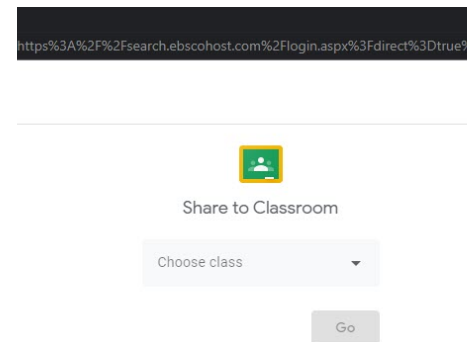 https%3A%2F%2Fsearch.ebscohost.com%2Flogin.aspx%3Fdirect%3Dtrue%
Share to Classroom
Choose class
Go